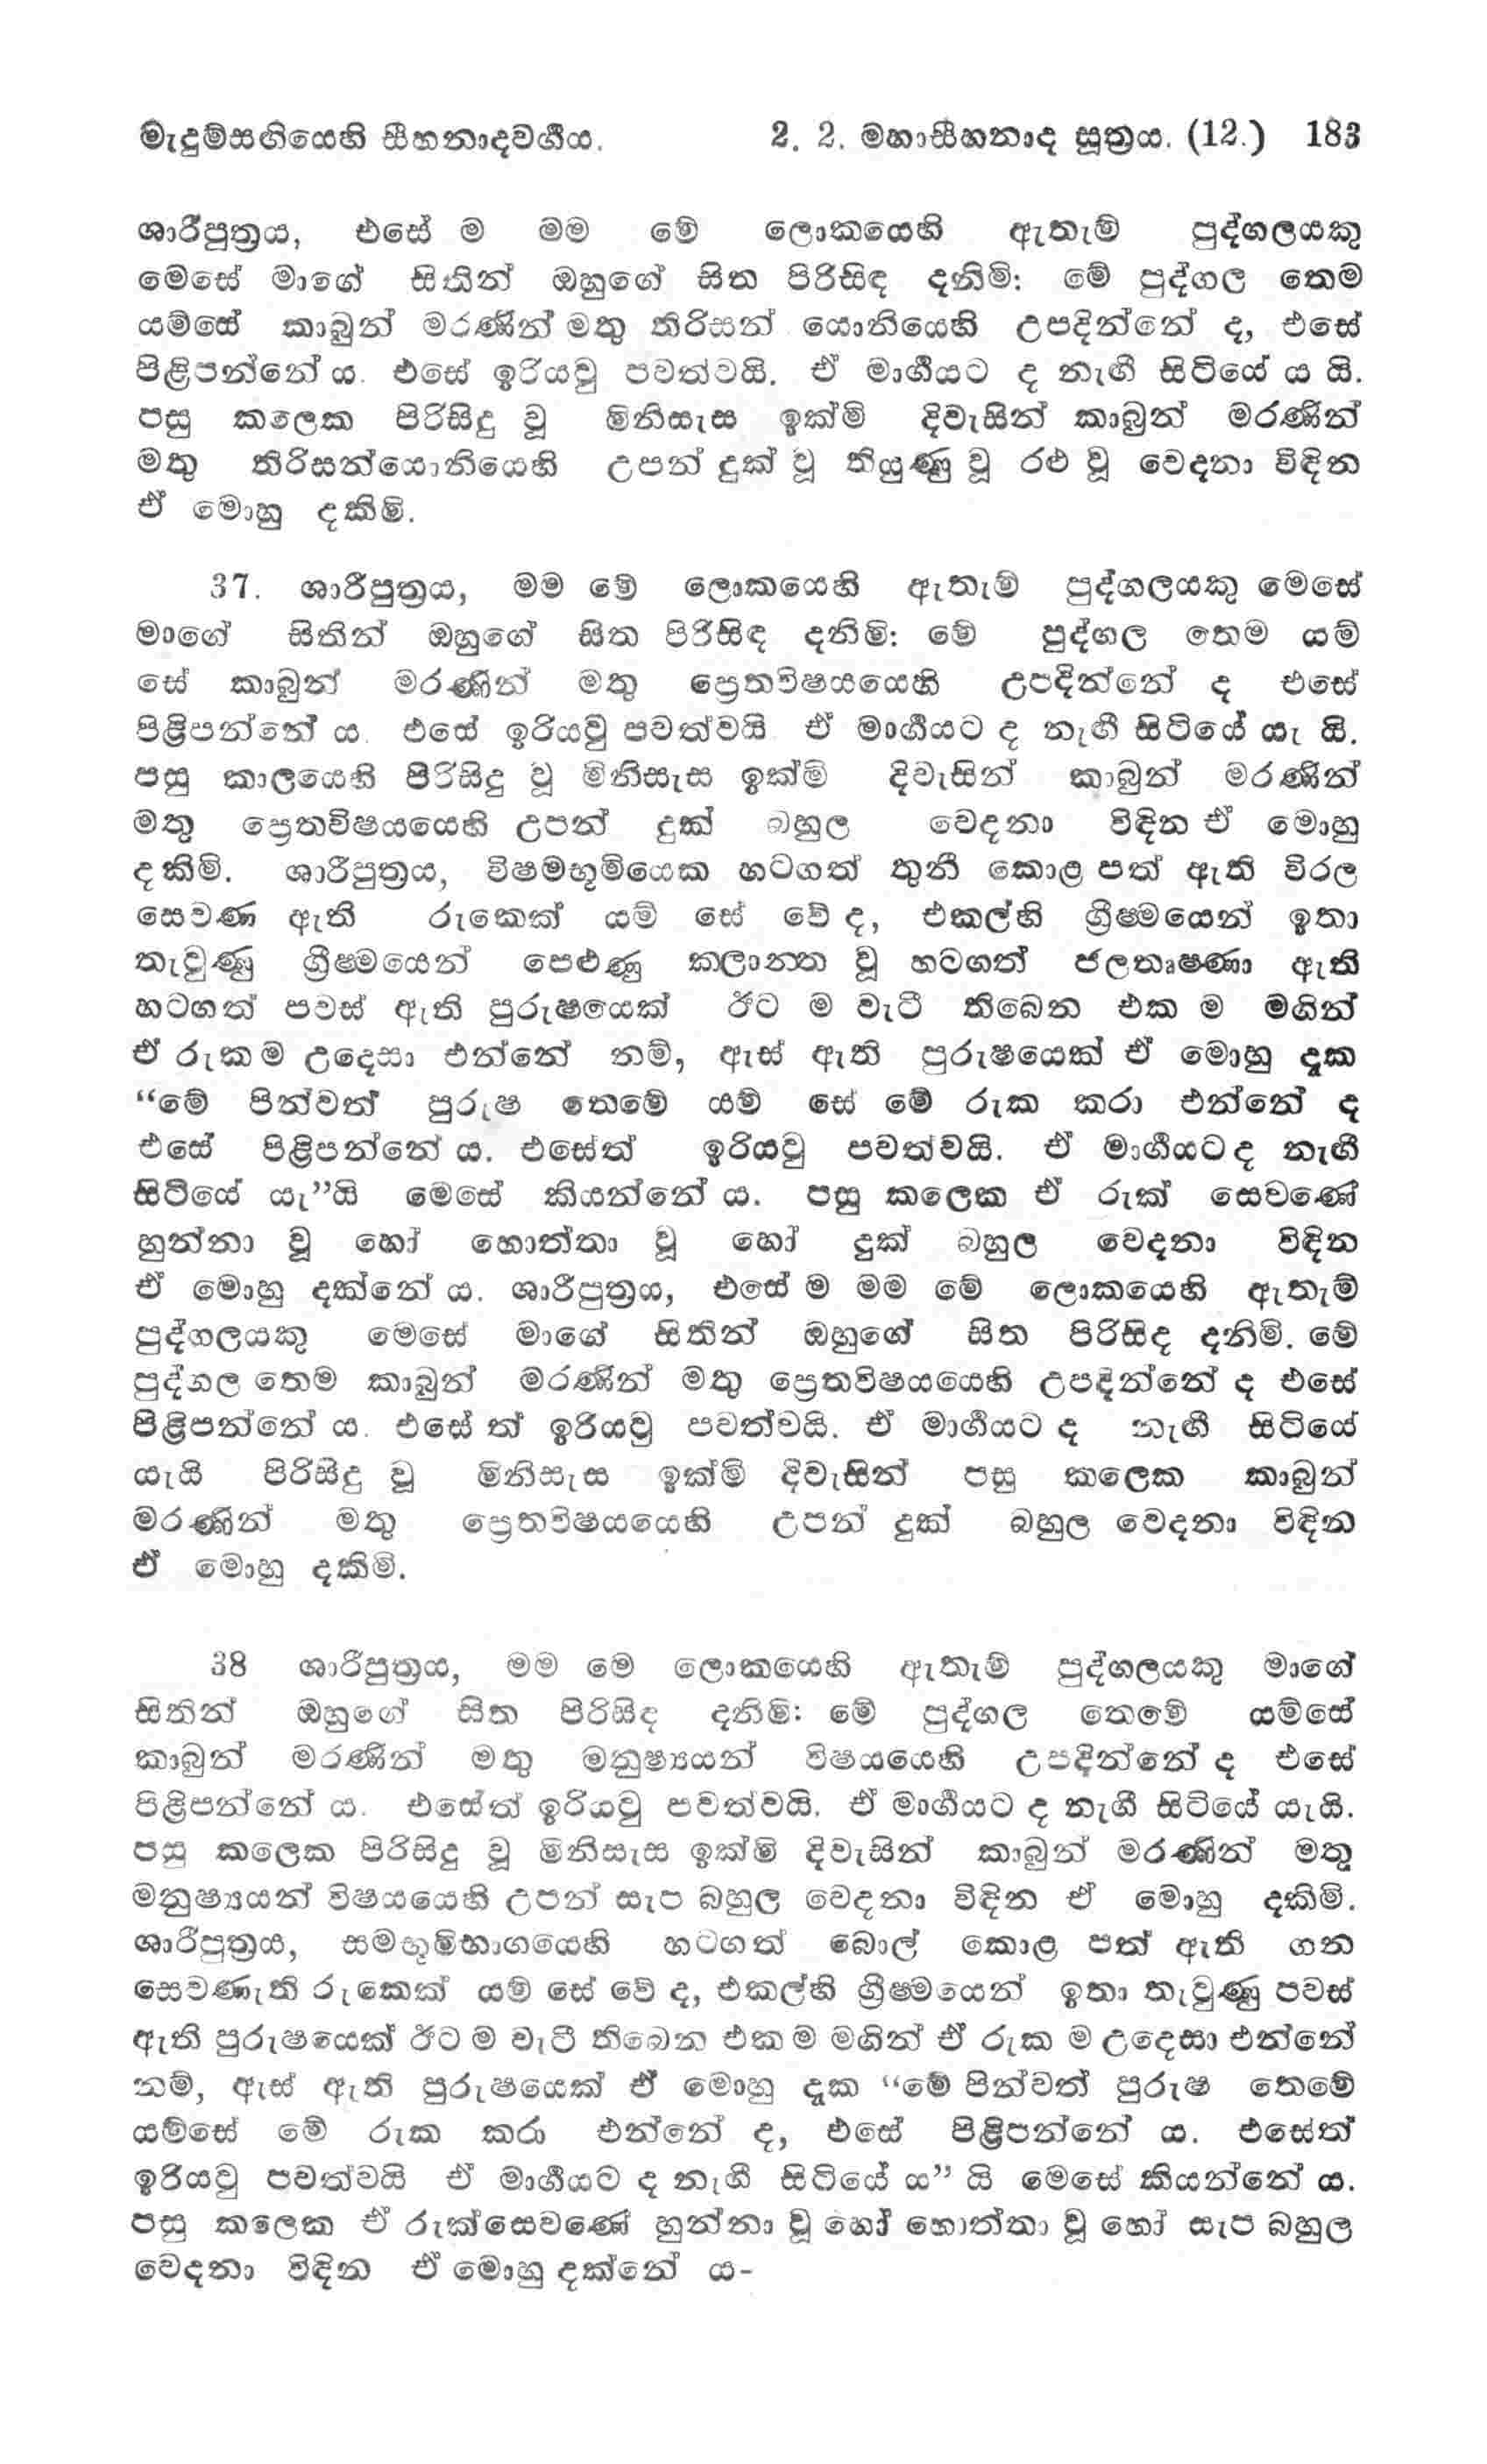 මැදුම්සඟියෙහි සීහනාදවර්‍ගය. 2. 2. මහාසීහනාද සූත්‍රය. (12.) 183
ශාරීපුත්‍රය, එසේ ම මම මේ ලොකයෙහි ඇතැම් පුද්ගලයකු
මෙසේ මාගේ සිතින් ඔහුගේ සිත පිරිසිඳ දනිමි: මේ පුද්ගල තෙම
යම්සේ කාබුන් මරණින් මතු තිරිසන් යොනියෙහි උපදින්නේ ද, එසේ
පිළිපන්නේ ය. එසේ ඉරියවු පවත්වයි. ඒ මාර්‍ගයට ද නැඟී සිටියේ ය යි.
පසු කලෙක පිරිසිදු වූ මිනිසැස ඉක්මි දිවැසින් කාබුන් මරණින්
මතු තිරිසන්යොනියෙහි උපන් දුක් වූ තියුණු වූ රළු වූ වෙදනා විඳින
ඒ මොහු දකිමි.
37. ශාරීපුත්‍රය, මම මේ ලොකයෙහි ඇතැම් පුද්ගලයකු මෙසේ
මාගේ සිතින් ඔහුගේ සිත පිරිසිඳ දනිමි: මේ පුද්ගල තෙම යම්
සේ කාබුන් මරණින් මතු ප්‍රෙතවිෂයයෙහි උපදින්නේ ද එසේ
පිළිපන්නේ ය. එසේ ඉරියවු පවත්වයි. ඒ මාර්‍ගයට ද නැඟී සිටියේ යැ යි.
පසු කාලයෙහි පිරිසිදු වූ මිනිසැස ඉක්මි දිවැසින් කාබුන් මරණින්
මතු ප්‍රෙතවිෂයයෙහි උපන් දුක් බහුල වෙදනා විඳින ඒ මොහු
දකිමි. ශාරීපුත්‍රය, විෂමභූමියෙක හටගත් තුනී කොළ පත් ඇති විරල
සෙවණ ඇති රුකෙක් යම් සේ වේ ද, එකල්හි ග්‍රීෂ්මයෙන් ඉතා
තැවුණු ග්‍රීෂ්මයෙන් පෙළුණු ක්ලාන්ත වූ හටගත් ජලතෘෂ්ණා ඇති
හටගත් පවස් ඇති පුරුෂයෙක් ඊට ම වැටී තිබෙන එක ම මගින්
ඒ රුකම උදෙසා එන්නේ නම්, ඇස් ඇති පුරුෂයෙක් ඒ මොහු දැක
“මේ පින්වත් පුරුෂ තෙමේ යම් සේ මේ රුක කරා එන්නේ ද
එසේ පිළිපන්නේ ය. එසේත් ඉරියවු පවත්වයි. ඒ මාර්‍ගයට ද නැඟී
සිටියේ යැ”යි මෙසේ කියන්නේ ය. පසු කලෙක ඒ රුක් සෙවණේ
හුන්නා වූ හෝ හොත්තා වූ හෝ දුක් බහුල වෙදනා විඳින
ඒ මොහු දක්නේ ය. ශාරීපුත්‍රය, එසේ ම මම මේ ලොකයෙහි ඇතැම්
පුද්ගලයකු මෙසේ මාගේ සිතින් ඔහුගේ සිත පිරිසිද දනිමි. මේ
පුද්ගල තෙම කාබුන් මරණින් මතු ප්‍රෙතවිෂයයෙහි උපදින්නේ ද එසේ
පිළිපන්නේ ය. එසේ ත් ඉරියවු පවත්වයි. ඒ මාර්‍ගයට ද නැඟී සිටියේ
යැයි පිරිසිදු වූ මිනිසැස ඉක්මි දිවැසින් පසු කලෙක කාබුන්
මරණින් මතු ප්‍රෙතවිෂයයෙහි උපන් දුක් බහුල වෙදනා විඳින
ඒ මොහු දකිමි.
38 ශාරීපුත්‍රය, මම මෙ ලොකයෙහි ඇතැම් පුද්ගලයකු මාගේ
සිතින් ඔහුගේ සිත පිරිසිඳ දනිමි: මේ පුද්ගල තෙමේ යම්සේ
කාබුන් මරණින් මතු මනුෂ්‍යයන් විෂයයෙහි උපදින්නේ ද එසේ
පිළිපන්නේ ය. එසේත් ඉරියවු පවත්වයි. ඒ මාර්‍ගයට ද නැගී සිටියේ යැයි.
පසු කලෙක පිරිසිදු වූ මිනිසැස ඉක්මි දිවැසින් කාබුන් මරණින් මතු
මනුෂ්‍යයන් විෂයයෙහි උපන් සැප බහුල වෙදනා විඳින ඒ මොහු දකිමි.
ශාරීපුත්‍රය, සමභූමිභාගයෙහි හටගත් බොල් කොළ පත් ඇති ගන
සෙවණැති රුකෙක් යම් සේ වේ ද, එකල්හි ග්‍රීෂ්මයෙන් ඉතා තැවුණු පවස්
ඇති පුරුෂයෙක් ඊට ම වැටී තිබෙන එක ම මගින් ඒ රුක ම උදෙසා එන්නේ
නම්, ඇස් ඇති පුරුෂයෙක් ඒ මොහු දැක “මේ පින්වත් පුරුෂ තෙමේ
යම්සේ මේ රුක කරා එන්නේ ද, එසේ පිළිපන්නේ ය. එසේත්
ඉරියවු පවත්වයි ඒ මාර්‍ගයට ද නැගී සිටියේ ය” යි මෙසේ කියන්නේ ය.
පසු කලෙක ඒ රුක්සෙවණේ හුන්නා වූ හෝ හොත්තා වූ හෝ සැප බහුල
වෙදනා විඳින ඒ මොහු දක්නේ ය-